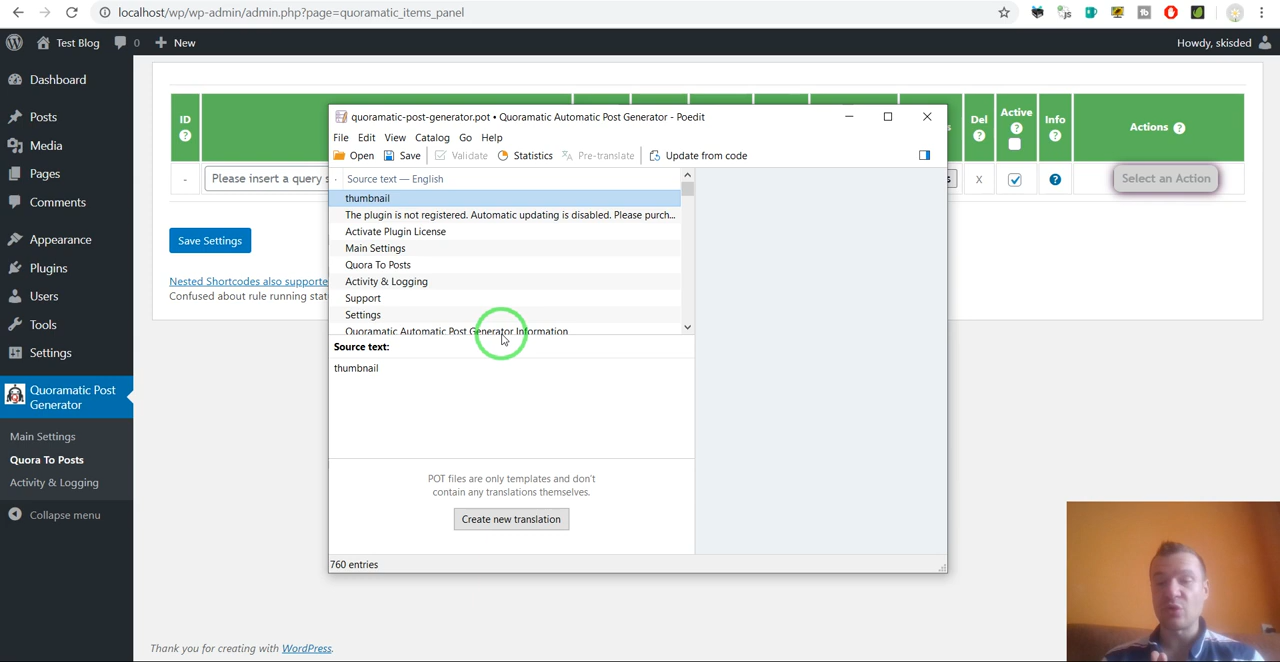 localhost/wp/wp-admin/admin.php?page=quoramatic_items_panel
Test Blog
0
New
Howdy, skisded
Dashboard
Posts
Media
Pages
Comments
Appearance
Plugins
Users
Tools
Settings
Quoramatic Post
Generator
Main Settings
Quora To Posts
Activity & Logging
Collapse menu
ID
Del
Active
Info
Actions
-
Please insert a query s
X
Select an Action
Save Settings
Nested Shortcodes also supporte
Confused about rule running stat
quoramatic-post-generator.pot • Quoramatic Automatic Post Generator - Poedit
File Edit View Catalog Go Help
Open Save Validate Statistics Pre-translate Update from code
Source text — English
thumbnail
The plugin is not registered. Automatic updating is disabled. Please purch...
Activate Plugin License
Main Settings
Quora To Posts
Activity & Logging
Support
Settings
Quoramatic Automatic Post Generator Information
Source text:
thumbnail
POT files are only templates and don't
contain any translations themselves.
Create new translation
760 entries
Thank you for creating with WordPress.